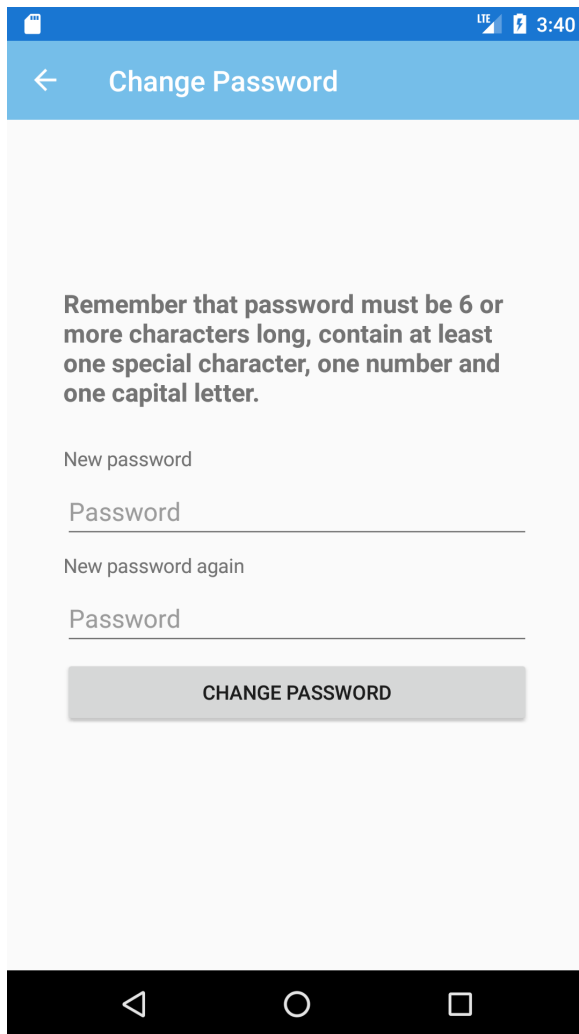 LTE 3:40
Change Password
Remember that password must be 6 or
more characters long, contain at least
one special character, one number and
one capital letter.
New password
Password
New password again
Password
CHANGE PASSWORD